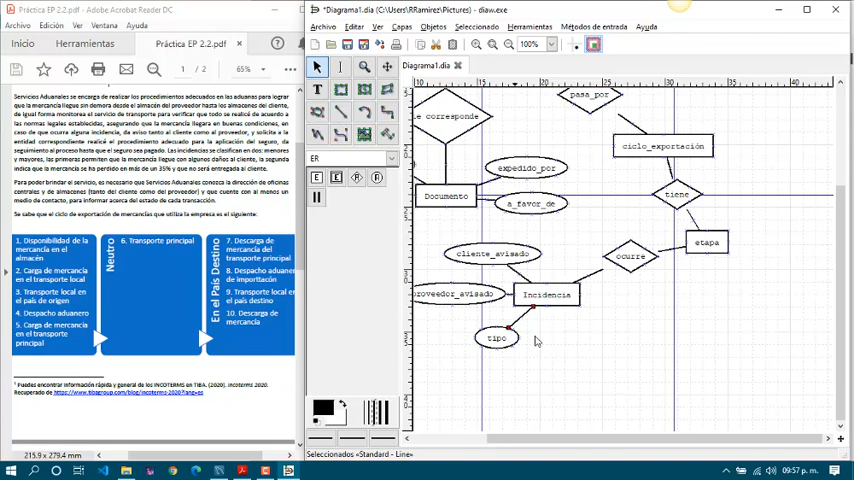 Práctica EP 2.2.pdf - Adobe Acrobat Reader DC
Archivo Edición Ver Ventana Ayuda
Inicio Herramientas Práctica EP 2.2.pdf
1 / 2 65%
Servicios Aduanales se encarga de realizar los procedimientos adecuados en las aduanas para lograr
que la mercancía llegue sin demora desde el almacén del proveedor hasta los almacenes del cliente,
de igual forma monitorea el servicio de transporte para verificar que todo se realizó de acuerdo a
las normas legales establecidas, asegurando que la mercancía llegara en buenas condiciones, en
caso de que ocurra alguna incidencia, da aviso tanto al cliente como al proveedor, y solicita a la
entidad correspondiente realicé el procedimiento adecuado para la aplicación del seguro, da
seguimiento al proceso hasta que el seguro sea pagado. Las incidencias se clasifican en dos: menores
y mayores, las primeras permiten que la mercancía llegue con algunos daños al cliente, la segunda
indica que la mercancía se ha perdido en más de un 35% y que no será entregada al cliente.
Para poder brindar el servicio, es necesario que Servicios Aduanales conozca la dirección de oficinas
centrales y de almacenes (tanto del cliente como del proveedor) y que cuente con al menos un
medio de contacto, para informar acerca del estado de cada transacción.
Se sabe que el ciclo de exportación de mercancías que utiliza la empresa es el siguiente:
1. Disponibilidad de la
mercancía en el
almacén
2. Carga de mercancía
en el transporte local
3. Transporte local en
el país de origen
4. Despacho aduanero
5. Carga de mercancía
en el transporte
principal
Neutro
6. Transporte principal
En el País Destino
7. Descarga de
mercancía del
transporte principal
8. Despacho aduanero
de importación
9. Transporte local en
el país destino
10. Descarga de
mercancía
1 Puedes encontrar información rápida y general de los INCOTERMS en TIBA. (2020). Incoterms 2020.
Recuperado de https://www.tibagroup.com/blog/incoterms-2020?lang=es
215.9 x 279.4 mm
*Diagrama1.dia (C:\Users\RRamirez\Pictures) - diaw.exe
Archivo Editar Ver Capas Objetos Seleccionado Herramientas Métodos de entrada Ayuda
100%
Diagrama1.dia
10 15 20 25 30 35 40
T
ER
E E R R
pasa_por
e corresponde
ciclo_exportación
expedido_por
Documento
tiene
a_favor_de
etapa
cliente_avisado
ocurre
proveedor_avisado
Incidencia
tipo
Seleccionados «Standard - Line»
09:57 p. m.